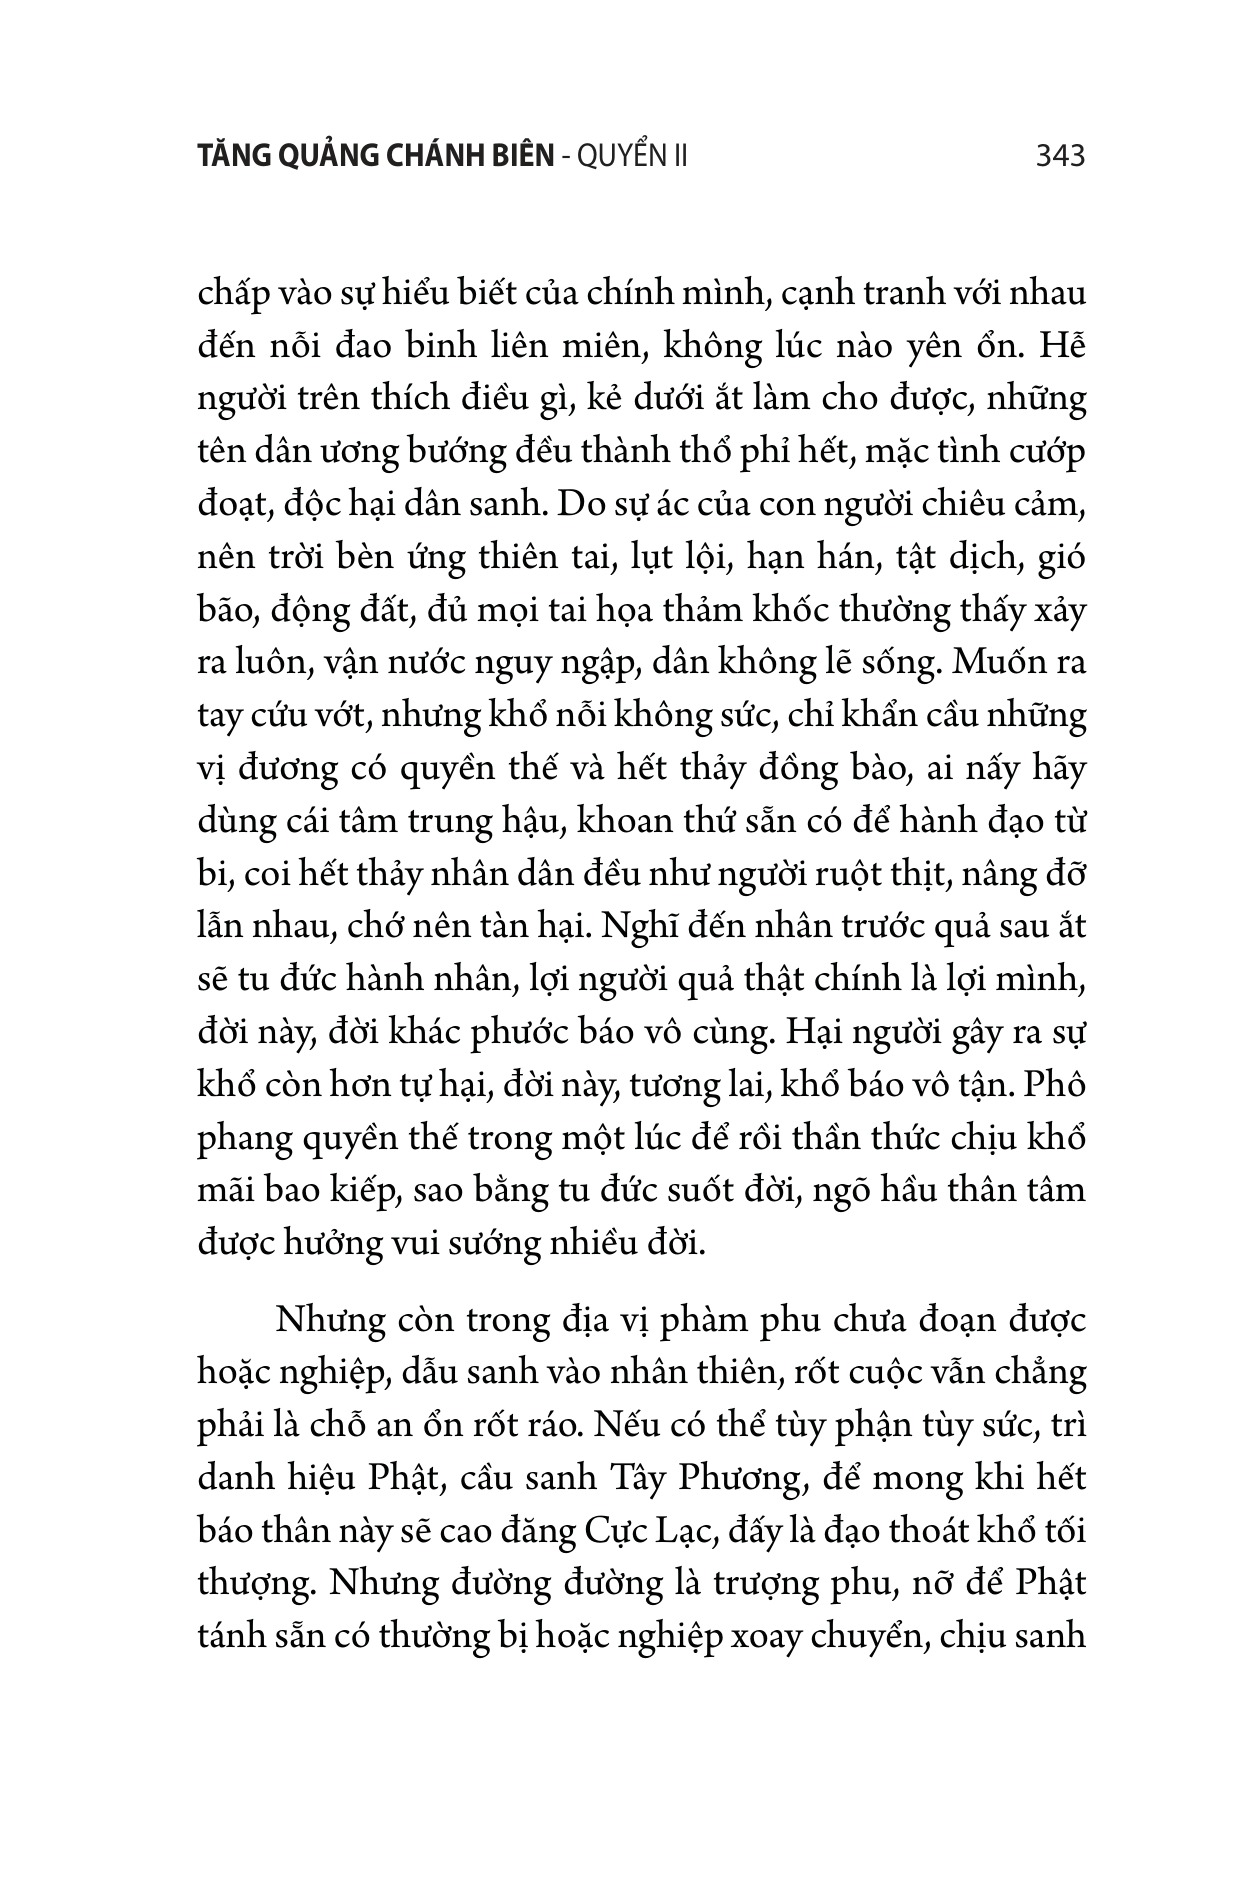 TĂNG QUẢNG CHÁNH BIÊN - QUYỂN II 343
chấp vào sự hiểu biết của chính mình, cạnh tranh với nhau
đến nỗi đao binh liên miên, không lúc nào yên ổn. Hễ
người trên thích điều gì, kẻ dưới ắt làm cho được, những
tên dân ương bướng đều thành thổ phỉ hết, mặc tình cướp
đoạt, độc hại dân sanh. Do sự ác của con người chiêu cảm,
nên trời bèn ứng thiên tai, lụt lội, hạn hán, tật dịch, gió
bão, động đất, đủ mọi tai họa thảm khốc thường thấy xảy
ra luôn, vận nước nguy ngập, dân không lẽ sống. Muốn ra
tay cứu vớt, nhưng khổ nỗi không sức, chỉ khẩn cầu những
vị đương có quyền thế và hết thảy đồng bào, ai nấy hãy
dùng cái tâm trung hậu, khoan thứ sẵn có để hành đạo từ
bi, coi hết thảy nhân dân đều như người ruột thịt, nâng đỡ
lẫn nhau, chớ nên tàn hại. Nghĩ đến nhân trước quả sau ắt
sẽ tu đức hành nhân, lợi người quả thật chính là lợi mình,
đời này, đời khác phước báo vô cùng. Hại người gây ra sự
khổ còn hơn tự hại, đời này, tương lai, khổ báo vô tận. Phô
phang quyền thế trong một lúc để rồi thần thức chịu khổ
mãi bao kiếp, sao bằng tu đức suốt đời, ngõ hầu thân tâm
được hưởng vui sướng nhiều đời.
Nhưng còn trong địa vị phàm phu chưa đoạn được
hoặc nghiệp, dẫu sanh vào nhân thiên, rốt cuộc vẫn chẳng
phải là chỗ an ổn rốt ráo. Nếu có thể tùy phận tùy sức, trì
danh hiệu Phật, cầu sanh Tây Phương, để mong khi hết
báo thân này sẽ cao đăng Cực Lạc, đấy là đạo thoát khổ tối
thượng. Nhưng đường đường là trượng phu, nỡ để Phật
tánh sẵn có thường bị hoặc nghiệp xoay chuyển, chịu sanh